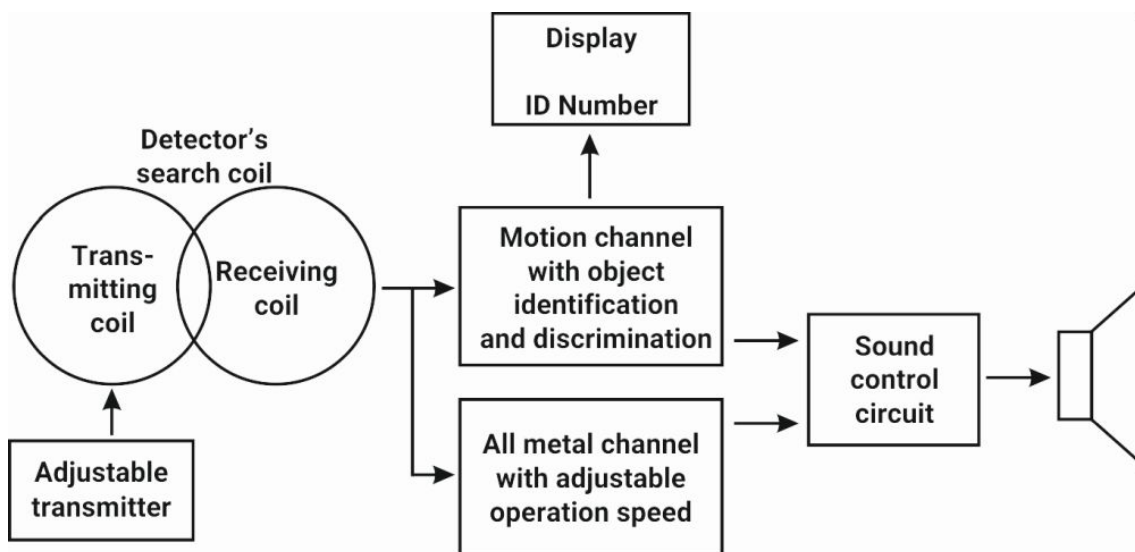 Display
ID Number
Detector's
search coil
Trans-
mitting
coil
Receiving
coil
Motion channel
with object
identification
and discrimination
Sound
control
circuit
Adjustable
transmitter
All metal channel
with adjustable
operation speed